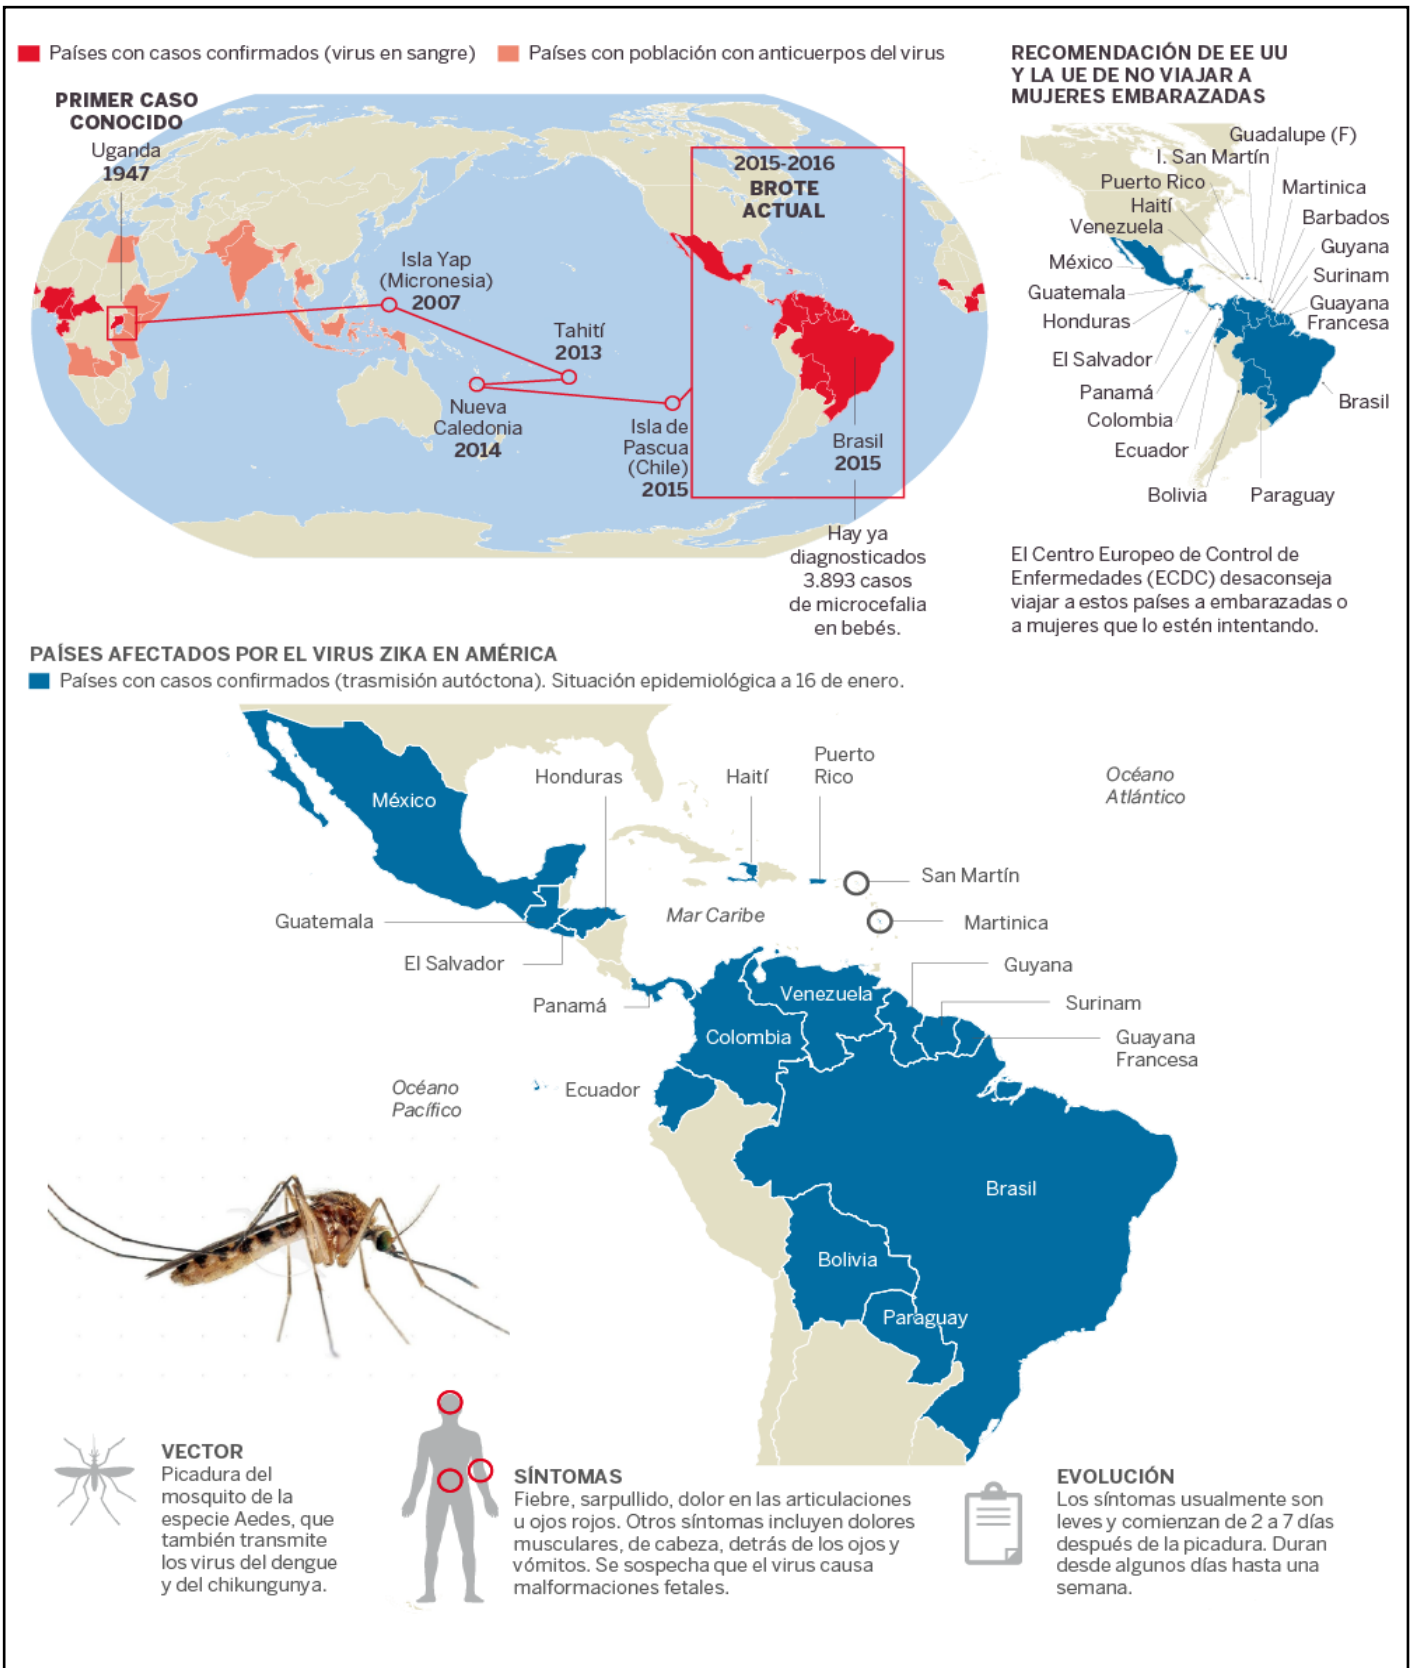 Países con casos confirmados (virus en sangre)
Países con población con anticuerpos del virus
PRIMER CASO
CONOCIDO
Uganda
1947
Isla Yap
(Micronesia)
2007
Tahití
2013
Nueva
Caledonia
2014
Isla de
Pascua
(Chile)
2015
2015-2016
BROTE
ACTUAL
Brasil
2015
Hay ya
diagnosticados
3.893 casos
de microcefalia
en bebés.
RECOMENDACIÓN DE EE UU
Y LA UE DE NO VIAJAR A
MUJERES EMBARAZADAS
Guadalupe (F)
I. San Martín
Puerto Rico
Martinica
Haití
Barbados
Venezuela
Guyana
México
Surinam
Guatemala
Guayana
Francesa
Honduras
El Salvador
Panamá
Brasil
Colombia
Ecuador
Bolivia
Paraguay
El Centro Europeo de Control de
Enfermedades (ECDC) desaconseja
viajar a estos países a embarazadas o
a mujeres que lo estén intentando.
PAÍSES AFECTADOS POR EL VIRUS ZIKA EN AMÉRICA
Países con casos confirmados (trasmisión autóctona). Situación epidemiológica a 16 de enero.
Puerto
Rico
Honduras
Haití
Océano
Atlántico
México
San Martín
Mar Caribe
Guatemala
Martinica
El Salvador
Guyana
Venezuela
Panamá
Surinam
Colombia
Guayana
Francesa
Océano
Pacífico
Ecuador
Brasil
Bolivia
Paraguay
VECTOR
Picadura del
mosquito de la
especie Aedes, que
también transmite
los virus del dengue
y del chikungunya.
SÍNTOMAS
Fiebre, sarpullido, dolor en las articulaciones
u ojos rojos. Otros síntomas incluyen dolores
musculares, de cabeza, detrás de los ojos y
vómitos. Se sospecha que el virus causa
malformaciones fetales.
EVOLUCIÓN
Los síntomas usualmente son
leves y comienzan de 2 a 7 días
después de la picadura. Duran
desde algunos días hasta una
semana.